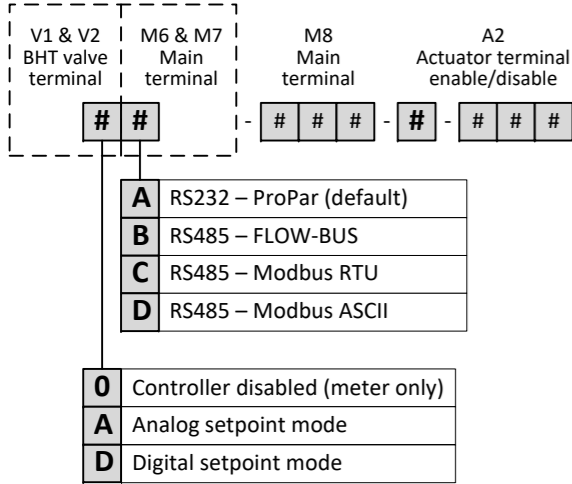 V1 & V2
BHT valve
terminal
M6 & M7
Main
terminal
M8
Main
terminal
A2
Actuator terminal
enable/disable
# # - # # # - # - # # #
A RS232 – ProPar (default)
B RS485 – FLOW-BUS
C RS485 – Modbus RTU
D RS485 – Modbus ASCII
0 Controller disabled (meter only)
A Analog setpoint mode
D Digital setpoint mode